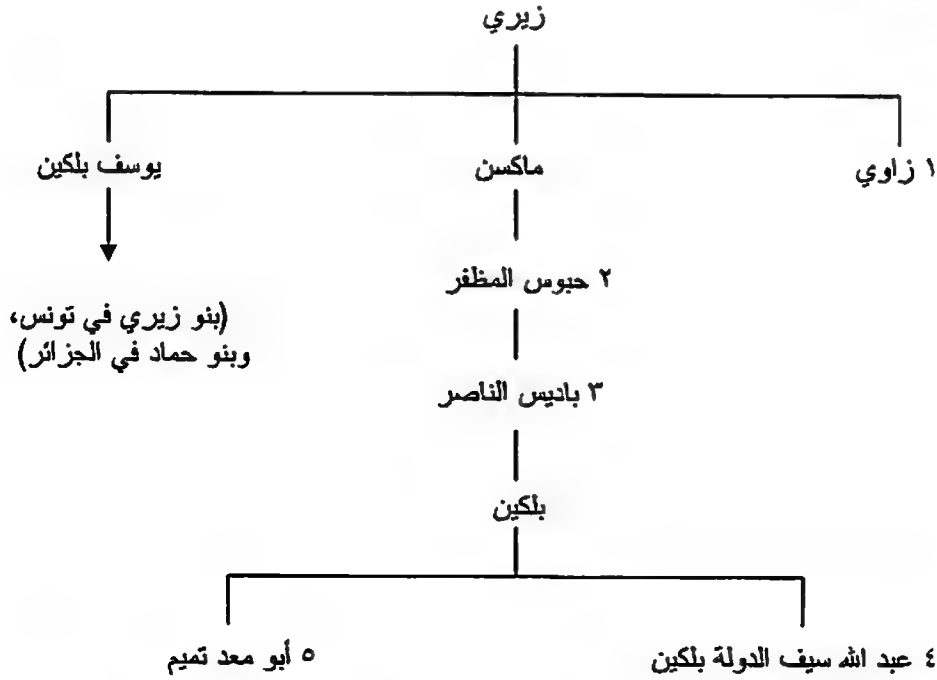 زيري
١ زاوي
ماكسن
يوسف بلكين
٢ حبوس المظفر
(بنو زيري في تونس،
وبنو حماد في الجزائر)
٣ باديس الناصر
بلكين
٤ عبد الله سيف الدولة بلكين
٥ أبو معد تميم